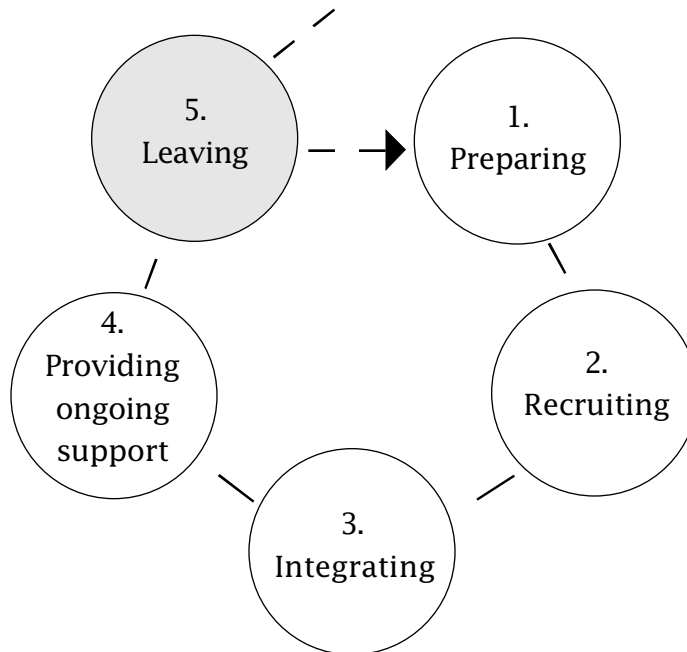 1.
Preparing
2.
Recruiting
3.
Integrating
4.
Providing
ongoing
support
5.
Leaving